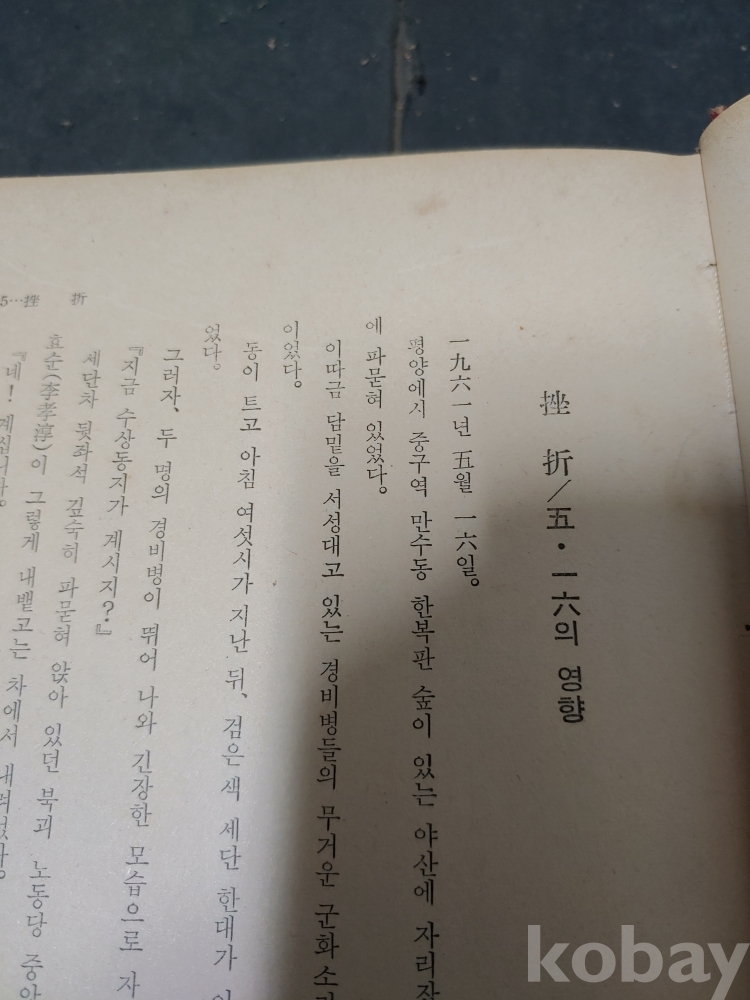 挫折／五·一六의 영향
一九六一년 五월 一六일。
평양에서 중구역 만수동 한복판 숲이 있는 야산에 자리잡
에 파묻혀 있었다。
이따금 담밑을 서성대고 있는 경비병들의 무거운 군화소
이었다。
동이 트고 아침 여섯시가 지난 뒤、검은 색 세단 한대가
있다。
그러자、두 명의 경비병이 뛰어 나와 긴장한 모습으로 자
『지금 수상동지가 계시지?』
세단차 뒷좌석 깊숙히 파묻혀 앉아 있던 북괴 노동당 중앙
효순(李孝淳)이 그렇게 내뱉고는 차에서 내려섰다。
『네! 계십니다。
5…挫折
kobay